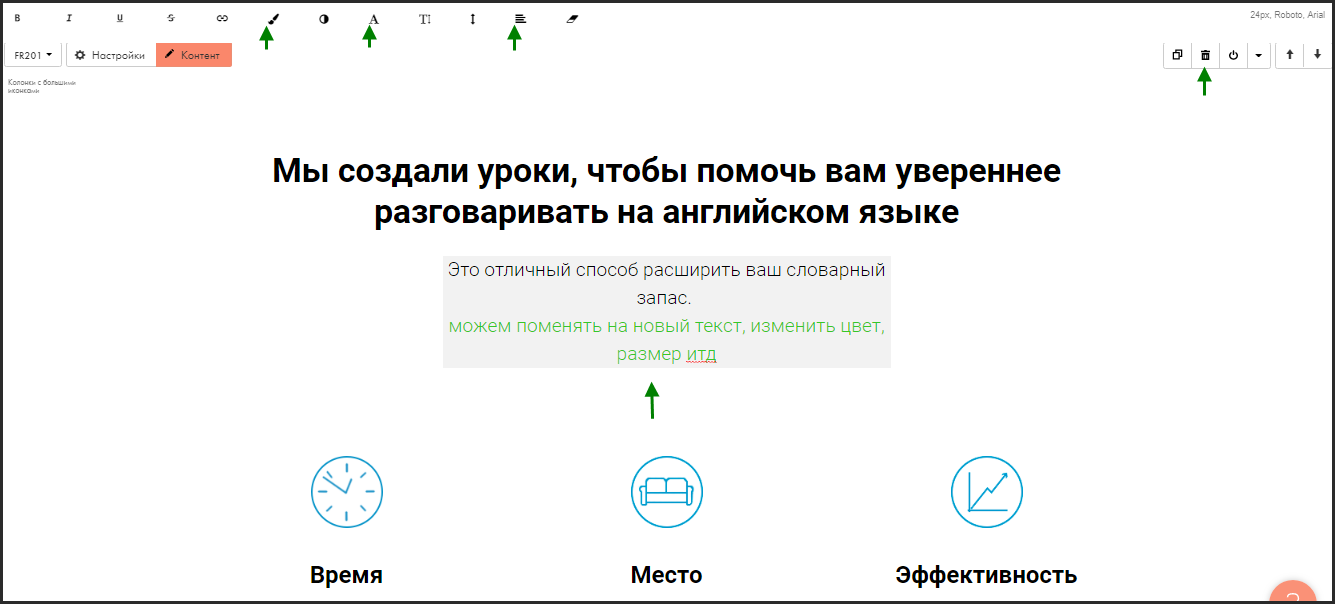 B I U S A T
24px, Roboto, Arial
FR201 Настройки Контент
Колонки с большими
иконками
Мы создали уроки, чтобы помочь вам увереннее
разговаривать на английском языке
Это отличный способ расширить ваш словарный
запас.
можем поменять на новый текст, изменить цвет,
размер итд
Время Место Эффективность
?